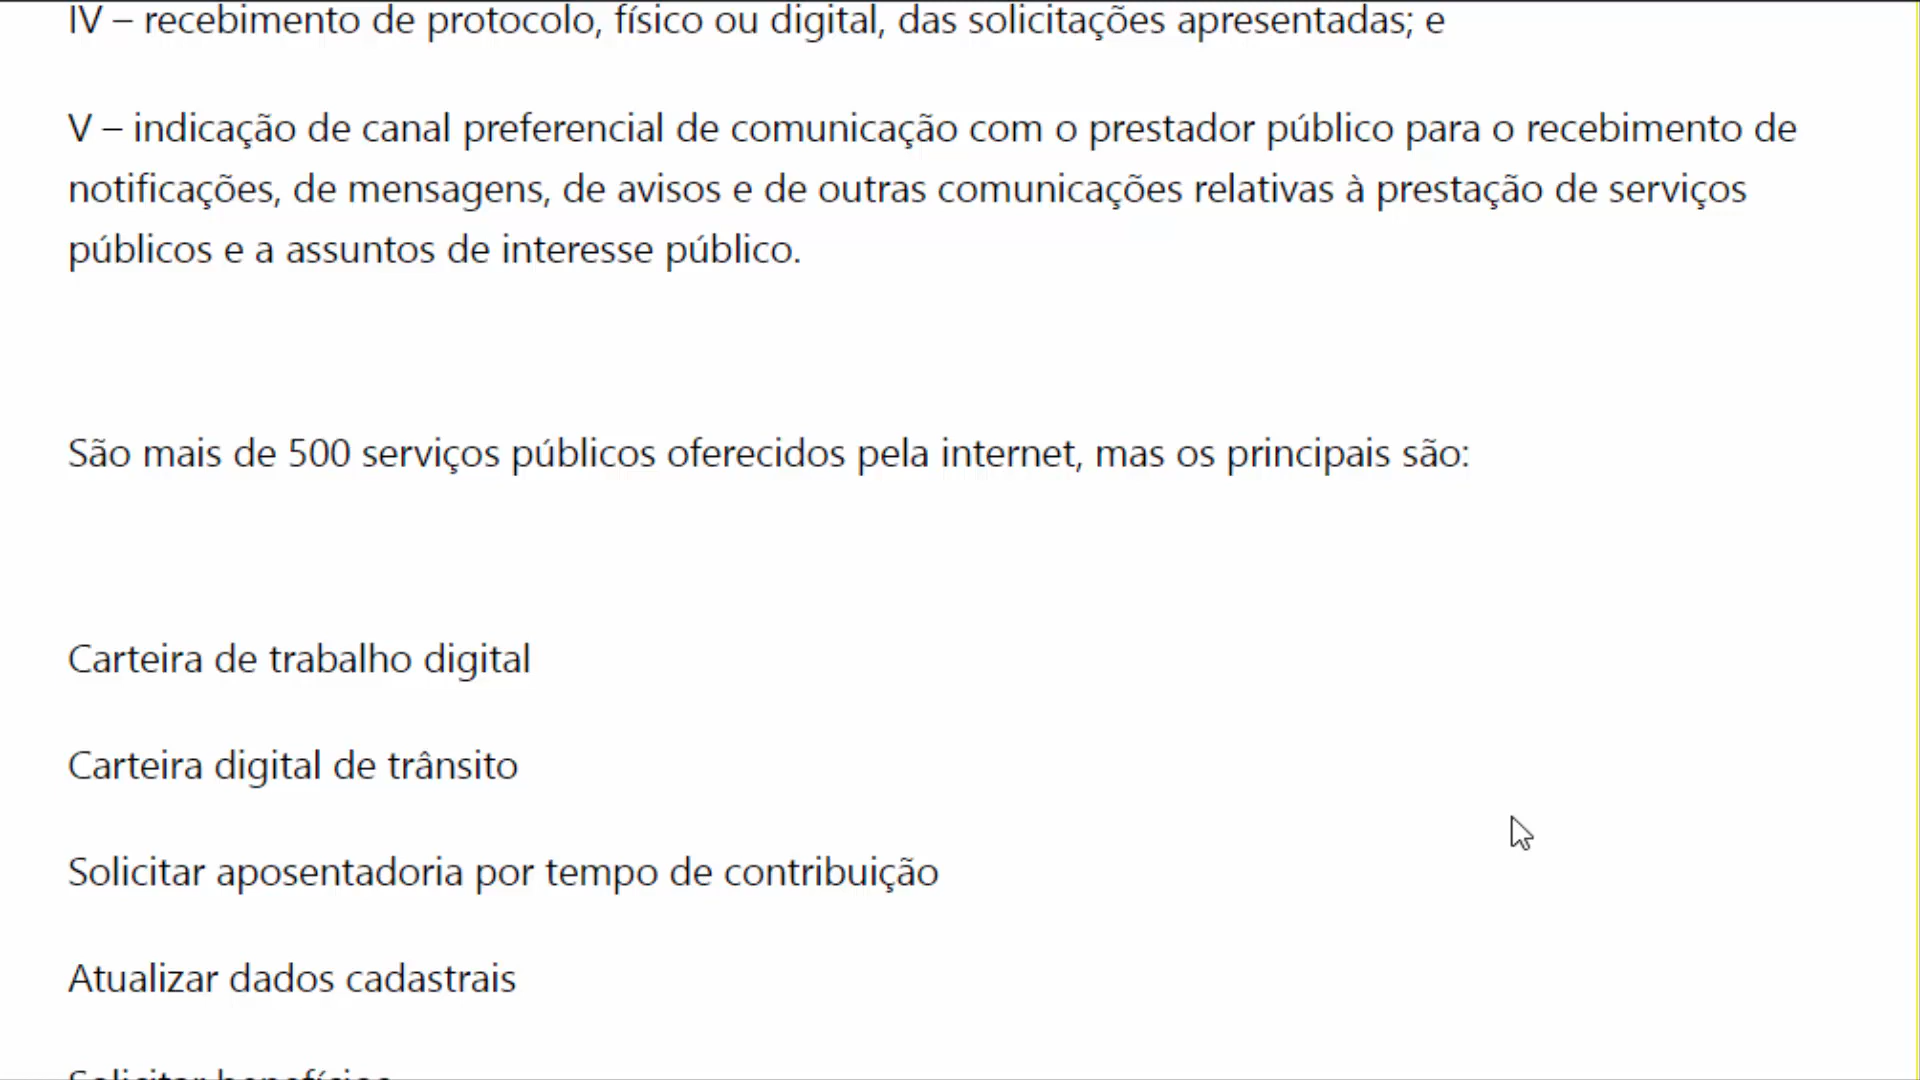 IV – recebimento de protocolo, físico ou digital, das solicitações apresentadas; e
V – indicação de canal preferencial de comunicação com o prestador público para o recebimento de
notificações, de mensagens, de avisos e de outras comunicações relativas à prestação de serviços
públicos e a assuntos de interesse público.
São mais de 500 serviços públicos oferecidos pela internet, mas os principais são:
Carteira de trabalho digital
Carteira digital de trânsito
Solicitar aposentadoria por tempo de contribuição
Atualizar dados cadastrais
Solicitar benefícios